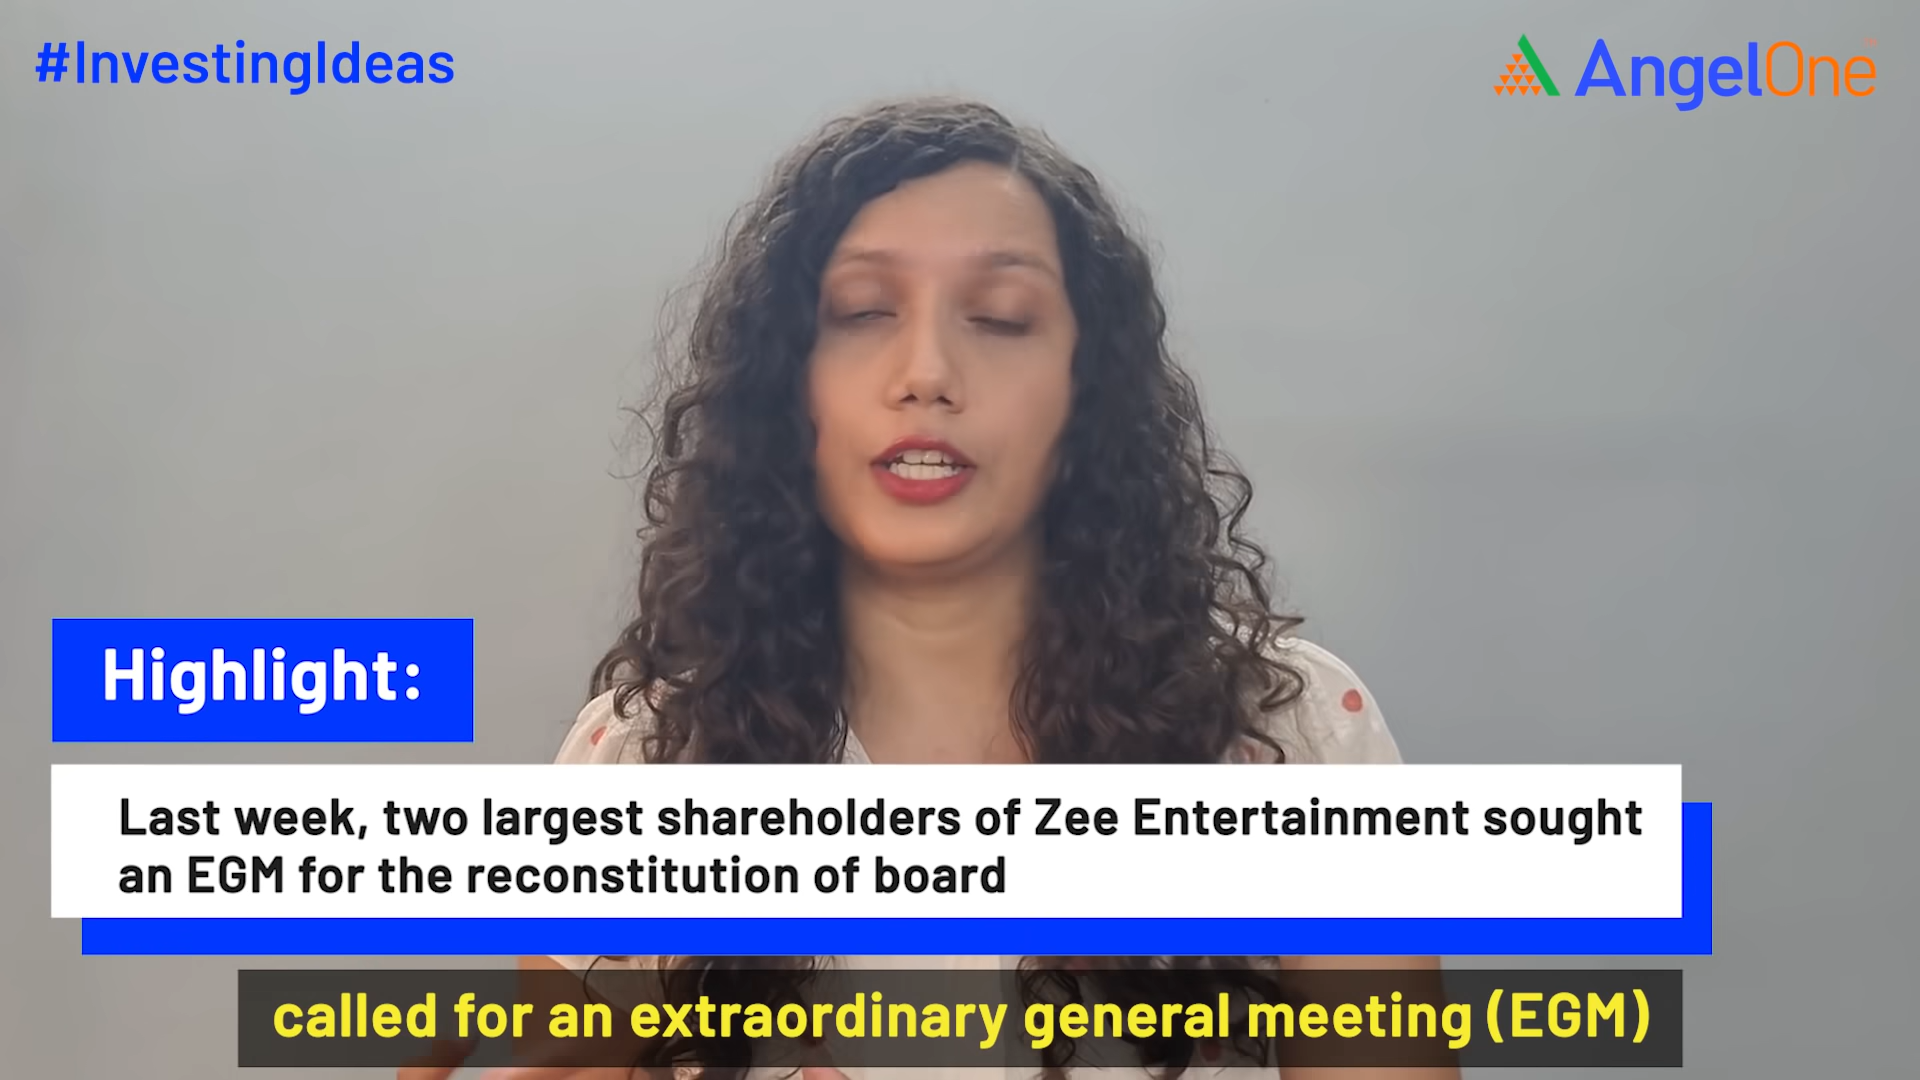 #InvestingIdeas
AngelOne
Highlight:
Last week, two largest shareholders of Zee Entertainment sought
an EGM for the reconstitution of board
called for an extraordinary general meeting (EGM)